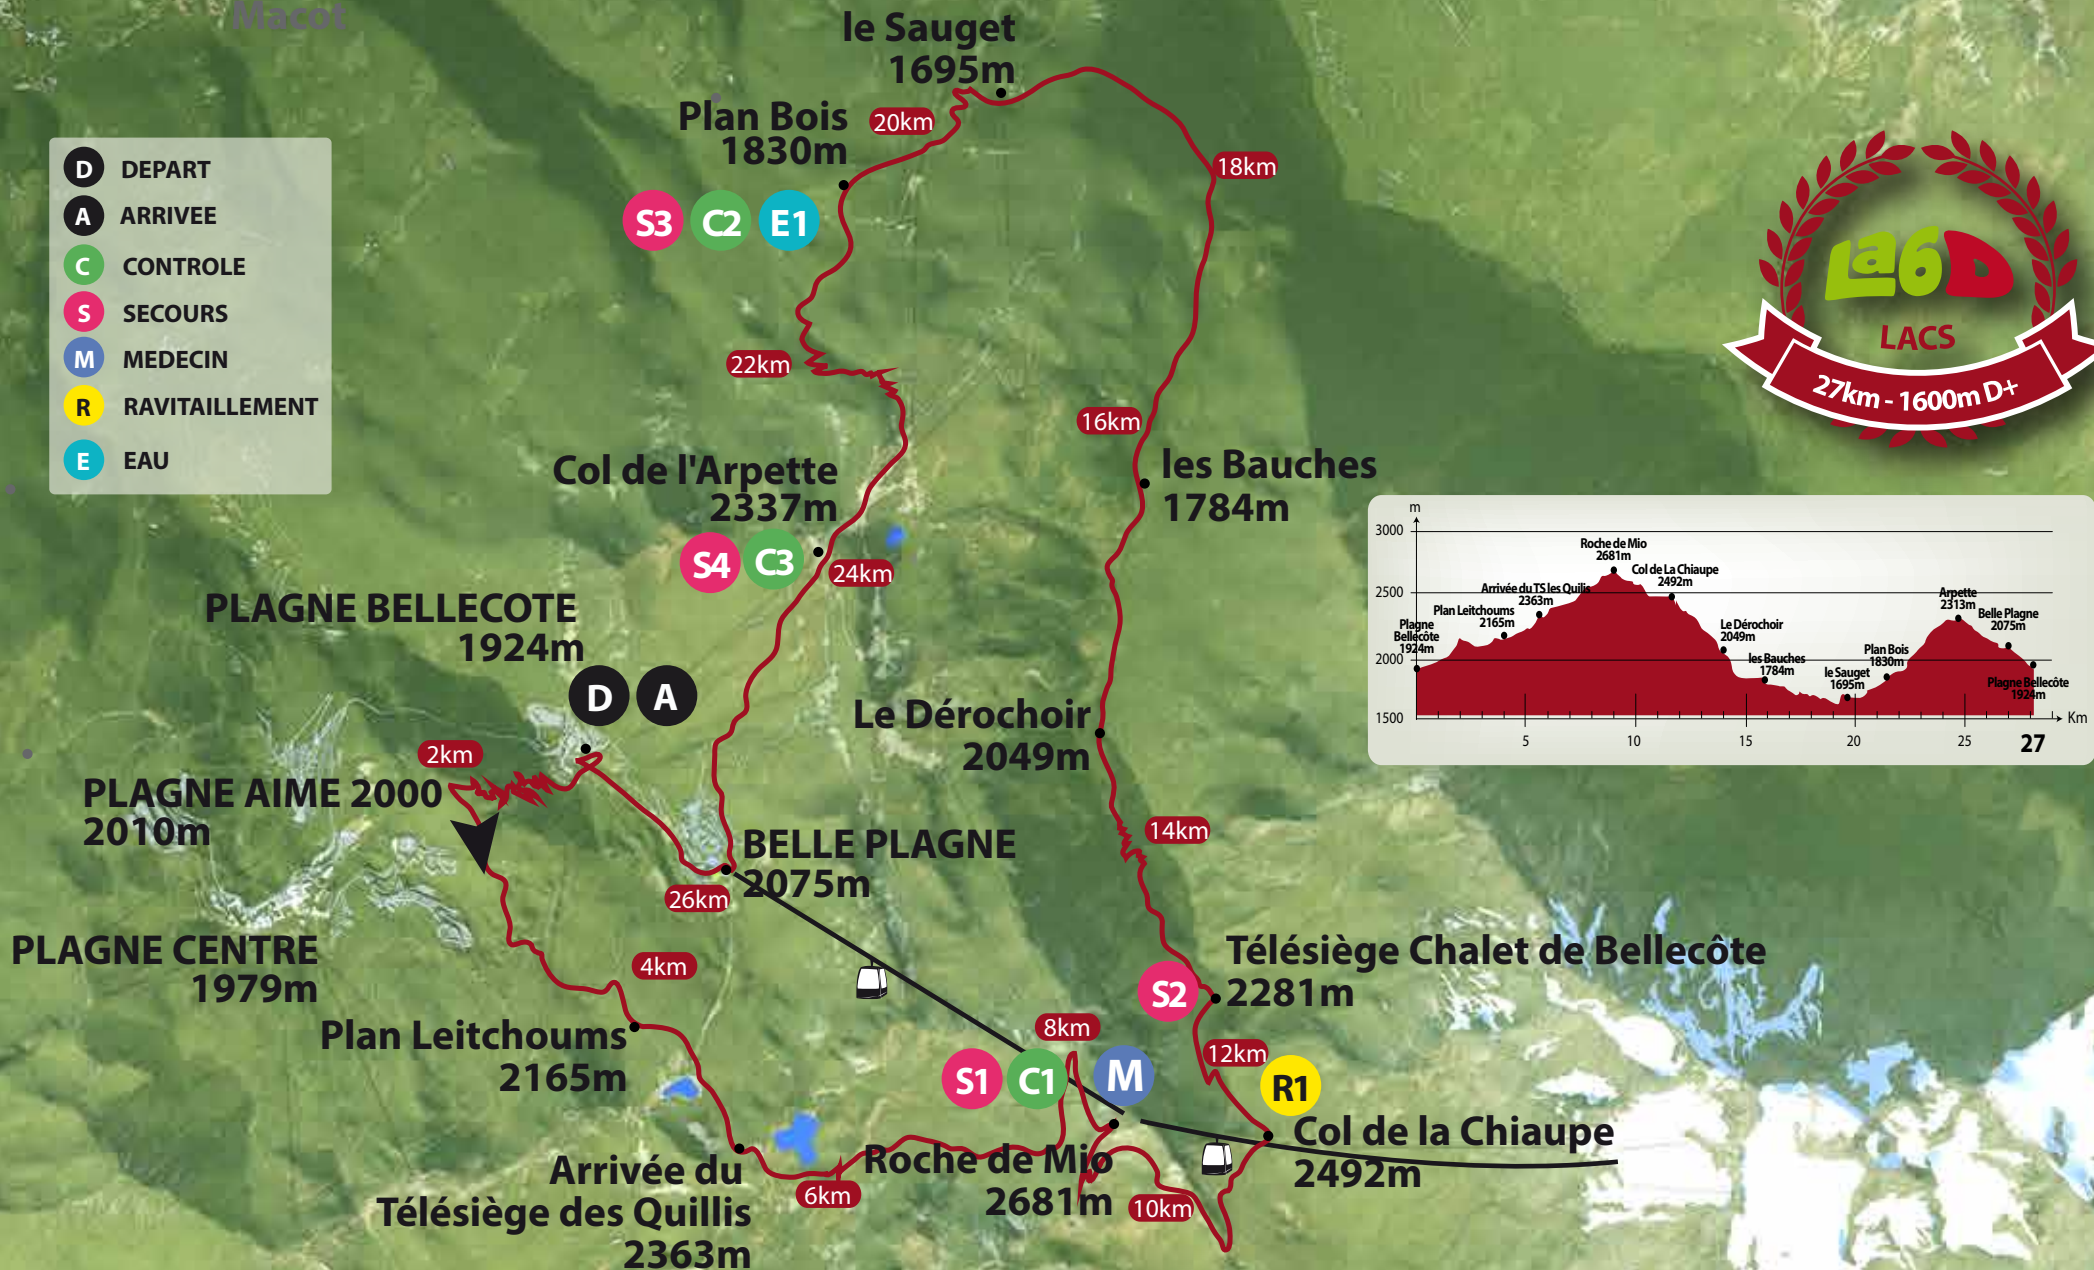 Macot
le Sauget
1695m
Plan Bois
1830m
20km
18km
S3 C2 E1
D DEPART
A ARRIVEE
C CONTROLE
S SECOURS
M MEDECIN
R RAVITAILLEMENT
E EAU
La6D
LACS
27km - 1600m D+
22km
16km
les Bauches
1784m
Col de l'Arpette
2337m
S4 C3
24km
PLAGNE BELLECOTE
1924m
D A
2km
PLAGNE AIME 2000
2010m
Le Dérochoir
2049m
14km
BELLE PLAGNE
2075m
26km
PLAGNE CENTRE
1979m
4km
Plan Leitchoums
2165m
Télésiège Chalet de Bellecôte
2281m
S2
8km
12km
S1 C1 M
R1
Col de la Chiaupe
2492m
Roche de Mio
2681m
10km
6km
Arrivée du
Télésiège des Quillis
2363m
m
3000
2500
2000
1500
Plagne
Bellecôte
1924m
Plan Leitchoums
2165m
Arrivée du TS les Quilis
2363m
Roche de Mio
2681m
Col de La Chiaupe
2492m
Le Dérochoir
2049m
les Bauches
1784m
le Sauget
1695m
Plan Bois
1830m
Arpette
2313m
Belle Plagne
2075m
Plagne Bellecôte
1924m
Km
5 10 15 20 25 27